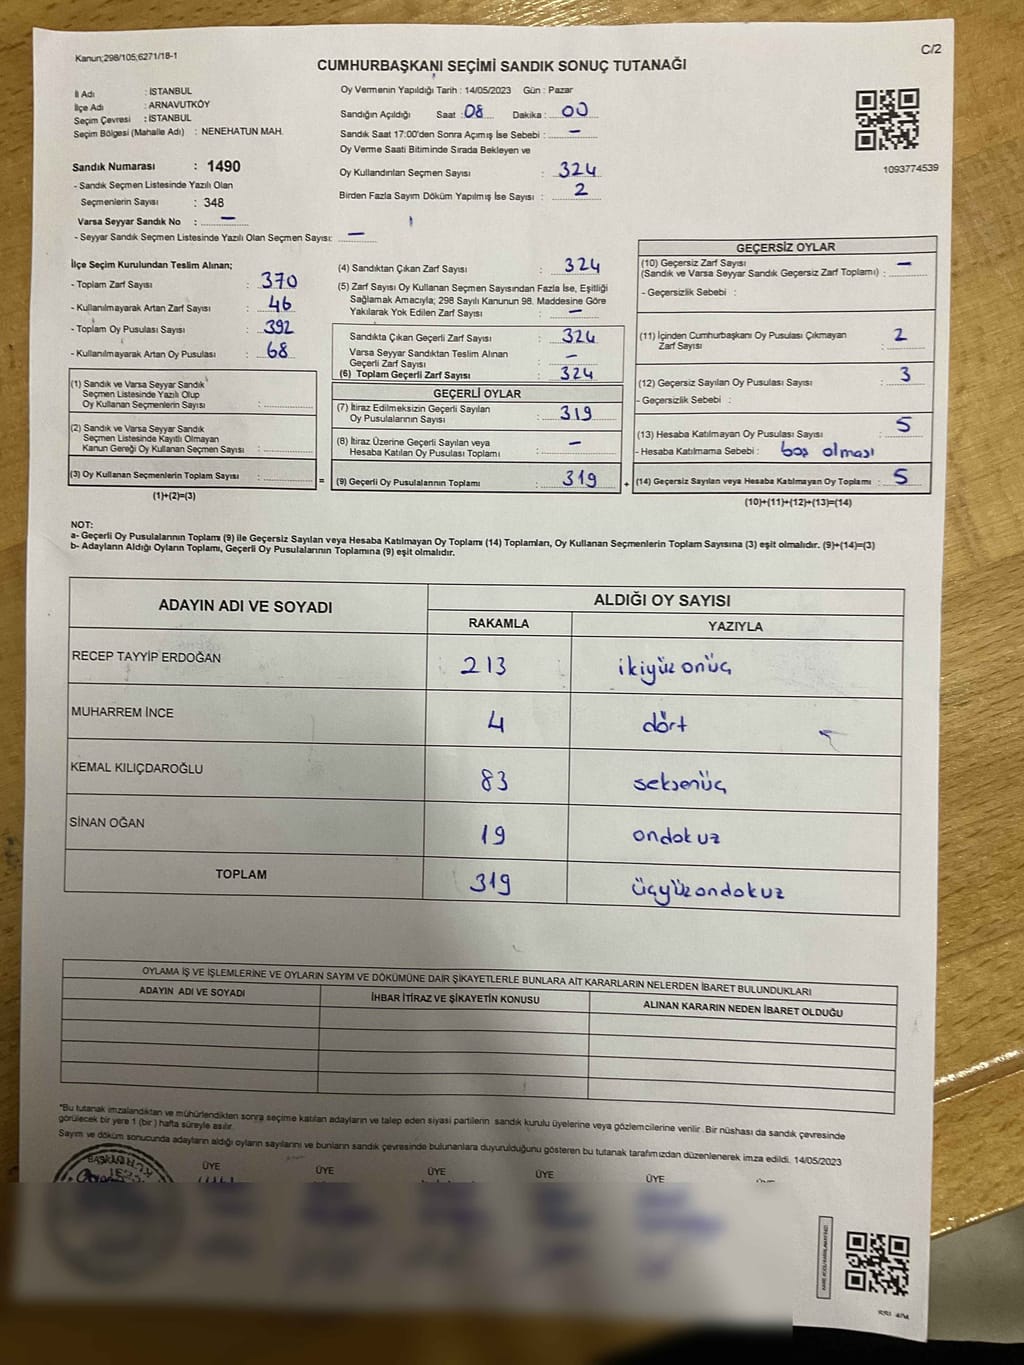 Kanun;298/105;6271/18-1
C/2
CUMHURBAŞKANI SEÇİMİ SANDIK SONUÇ TUTANAĞI
İl Adı : İSTANBUL
İlçe Adı : ARNAVUTKÖY
Seçim Çevresi : İSTANBUL
Seçim Bölgesi (Mahalle Adı) : NENEHATUN MAH.
Sandık Numarası : 1490
- Sandık Seçmen Listesinde Yazılı Olan
Seçmenlerin Sayısı : 348
Varsa Seyyar Sandık No : —
- Seyyar Sandık Seçmen Listesinde Yazılı Olan Seçmen Sayısı: —
Oy Vermenin Yapıldığı Tarih : 14/05/2023 Gün : Pazar
Sandığın Açıldığı Saat : 08 Dakika : 00
Sandık Saat 17:00'den Sonra Açımış İse Sebebi : —
Oy Verme Saati Bitiminde Sırada Bekleyen ve
Oy Kullandırılan Seçmen Sayısı : 324
Birden Fazla Sayım Döküm Yapılmış İse Sayısı : 2
1093774539
İlçe Seçim Kurulundan Teslim Alınan;
- Toplam Zarf Sayısı : 370
- Kullanılmayarak Artan Zarf Sayısı : 46
- Toplam Oy Pusulası Sayısı : 392
- Kullanılmayarak Artan Oy Pusulası : 68
(1) Sandık ve Varsa Seyyar Sandık
Seçmen Listesinde Yazılı Olup
Oy Kullanan Seçmenlerin Sayısı :
(2) Sandık ve Varsa Seyyar Sandık
Seçmen Listesinde Kayıtlı Olmayan
Kanun Gereği Oy Kullanan Seçmen Sayısı :
(3) Oy Kullanan Seçmenlerin Toplam Sayısı : =
(1)+(2)=(3)
(4) Sandıktan Çıkan Zarf Sayısı : 324
(5) Zarf Sayısı Oy Kullanan Seçmen Sayısından Fazla İse, Eşitliği
Sağlamak Amacıyla; 298 Sayılı Kanunun 98. Maddesine Göre
Yakılarak Yok Edilen Zarf Sayısı : —
Sandıkta Çıkan Geçerli Zarf Sayısı : 324
Varsa Seyyar Sandıktan Teslim Alınan
Geçerli Zarf Sayısı : —
(6) Toplam Geçerli Zarf Sayısı : 324
GEÇERLİ OYLAR
(7) İtiraz Edilmeksizin Geçerli Sayılan
Oy Pusulalarının Sayısı : 319
(8) İtiraz Üzerine Geçerli Sayılan veya
Hesaba Katılan Oy Pusulası Toplamı : —
(9) Geçerli Oy Pusulalarının Toplamı : 319 +
GEÇERSİZ OYLAR
(10) Geçersiz Zarf Sayısı
(Sandık ve Varsa Seyyar Sandık Geçersiz Zarf Toplamı) : —
- Geçersizlik Sebebi :
(11) İçinden Cumhurbaşkanı Oy Pusulası Çıkmayan
Zarf Sayısı : 2
(12) Geçersiz Sayılan Oy Pusulası Sayısı : 3
- Geçersizlik Sebebi :
(13) Hesaba Katılmayan Oy Pusulası Sayısı : 5
- Hesaba Katılmama Sebebi : boş olması
(14) Geçersiz Sayılan veya Hesaba Katılmayan Oy Toplamı : 5
(10)+(11)+(12)+(13)=(14)
NOT:
a- Geçerli Oy Pusulalarının Toplamı (9) ile Geçersiz Sayılan veya Hesaba Katılmayan Oy Toplamı (14) Toplamları, Oy Kullanan Seçmenlerin Toplam Sayısına (3) eşit olmalıdır. (9)+(14)=(3)
b- Adayların Aldığı Oyların Toplamı, Geçerli Oy Pusulalarının Toplamına (9) eşit olmalıdır.
ADAYIN ADI VE SOYADI
ALDIĞI OY SAYISI
RAKAMLA YAZIYLA
RECEP TAYYİP ERDOĞAN 213 ikiyüz onüç
MUHARREM İNCE 4 dört
KEMAL KILIÇDAROĞLU 83 seksenüç
SİNAN OĞAN 19 ondokuz
TOPLAM 319 üçyüzondokuz
OYLAMA İŞ VE İŞLEMLERİNE VE OYLARIN SAYIM VE DÖKÜMÜNE DAİR ŞİKAYETLERLE BUNLARA AİT KARARLARIN NELERDEN İBARET BULUNDUKLARI
ADAYIN ADI VE SOYADI İHBAR İTİRAZ VE ŞİKAYETİN KONUSU ALINAN KARARIN NEDEN İBARET OLDUĞU
"Bu tutanak imzalandıktan ve mühürlendikten sonra seçime katılan adayların ve talep eden siyasi partilerin sandık kurulu üyelerine veya gözlemcilerine verilir. Bir nüshası da sandık çevresinde
görülecek bir yere 1 (bir) hafta süreyle asılır.
Sayım ve döküm sonucunda adayların aldığı oyların sayılarını ve bunların sandık çevresinde bulunanlara duyurulduğunu gösteren bu tutanak tarafımızdan düzenlenerek imza edildi. 14/05/2023
ÜYE ÜYE ÜYE ÜYE ÜYE